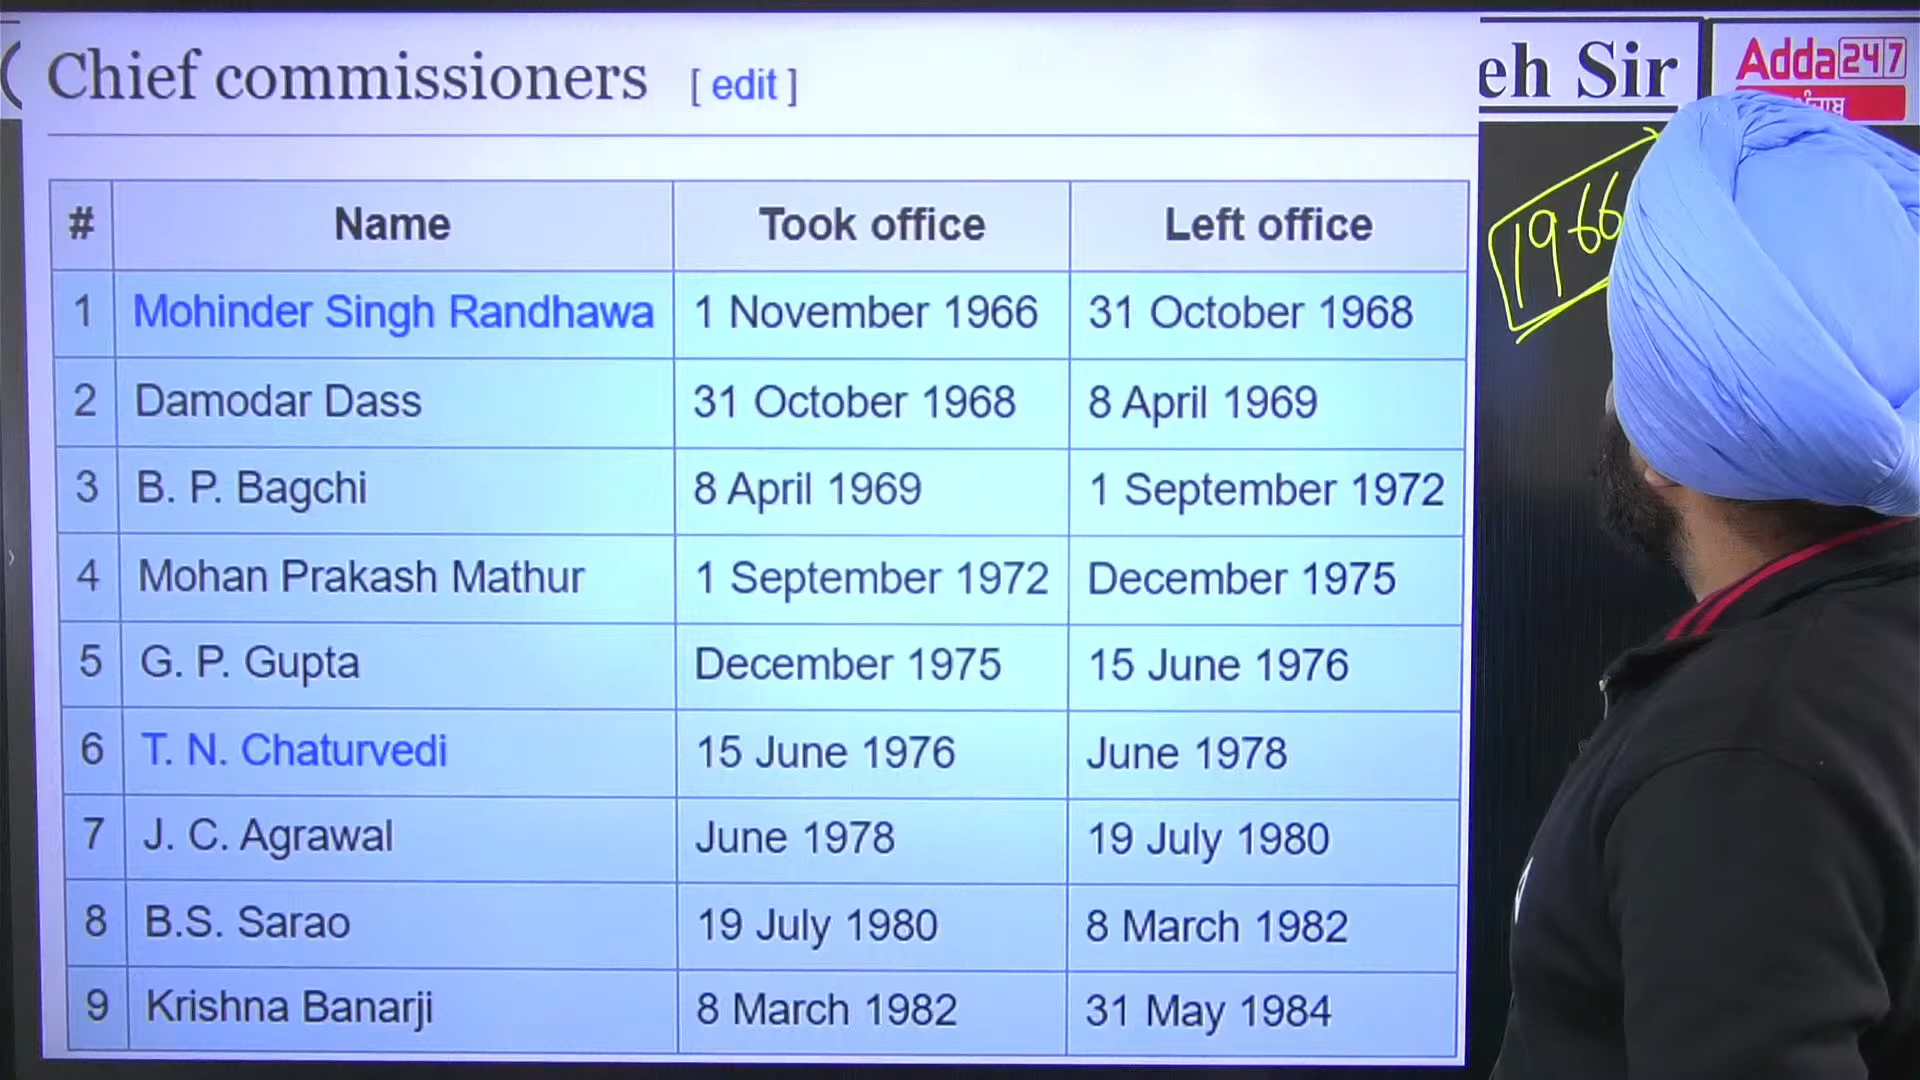 Chief commissioners [ edit ]
eh Sir
Adda247
1966
# Name Took office Left office
1 Mohinder Singh Randhawa 1 November 1966 31 October 1968
2 Damodar Dass 31 October 1968 8 April 1969
3 B. P. Bagchi 8 April 1969 1 September 1972
4 Mohan Prakash Mathur 1 September 1972 December 1975
5 G. P. Gupta December 1975 15 June 1976
6 T. N. Chaturvedi 15 June 1976 June 1978
7 J. C. Agrawal June 1978 19 July 1980
8 B.S. Sarao 19 July 1980 8 March 1982
9 Krishna Banarji 8 March 1982 31 May 1984